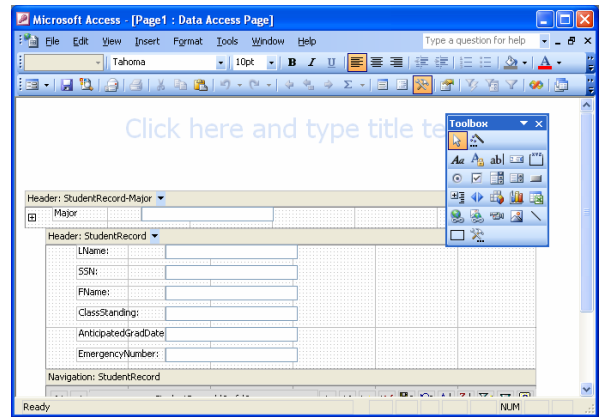 Microsoft Access - [Page1 : Data Access Page]
File Edit View Insert Format Tools Window Help Type a question for help
Tahoma 10pt B I U A
Click here and type title te
Toolbox
Aa ab|
Header: StudentRecord-Major
Major
Header: StudentRecord
LName:
SSN:
FName:
ClassStanding:
AnticipatedGradDate
EmergencyNumber:
Navigation: StudentRecord
Ready NUM